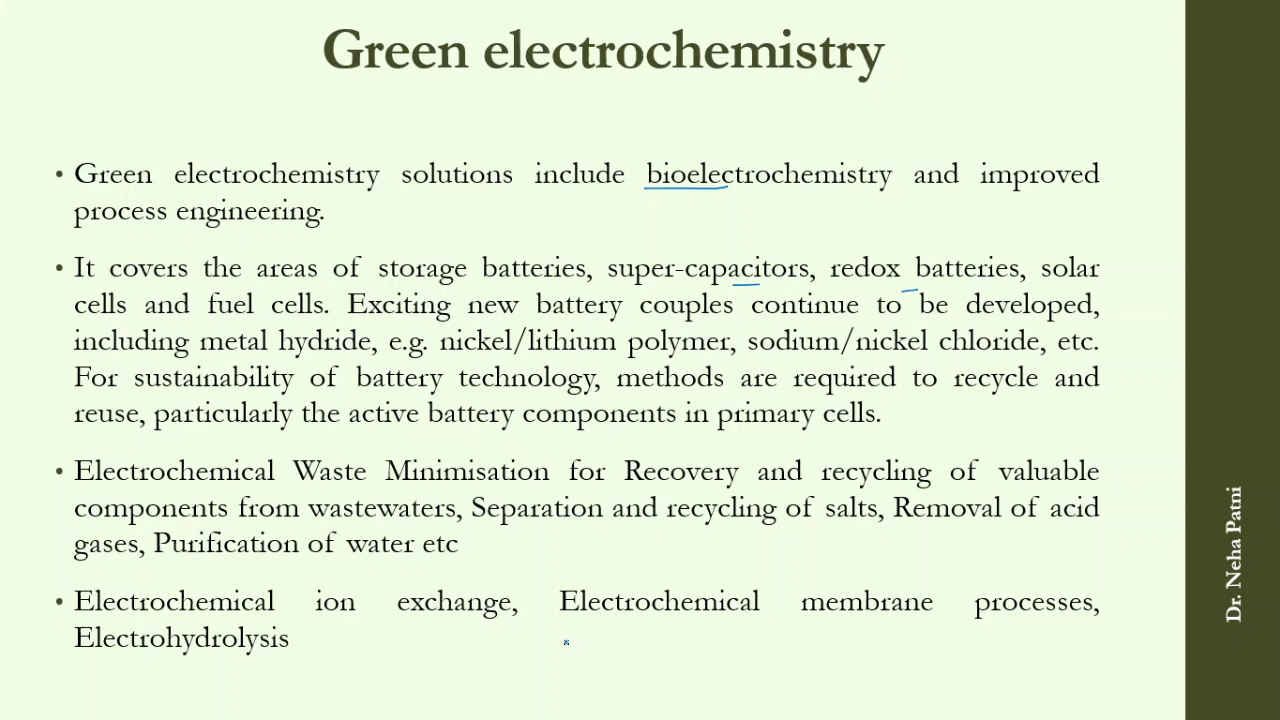 Green electrochemistry
• Green electrochemistry solutions include bioelectrochemistry and improved
process engineering.
• It covers the areas of storage batteries, super-capacitors, redox batteries, solar
cells and fuel cells. Exciting new battery couples continue to be developed,
including metal hydride, e.g. nickel/lithium polymer, sodium/nickel chloride, etc.
For sustainability of battery technology, methods are required to recycle and
reuse, particularly the active battery components in primary cells.
• Electrochemical Waste Minimisation for Recovery and recycling of valuable
components from wastewaters, Separation and recycling of salts, Removal of acid
gases, Purification of water etc
• Electrochemical ion exchange, Electrochemical membrane processes,
Electrohydrolysis
Dr. Neha Patni